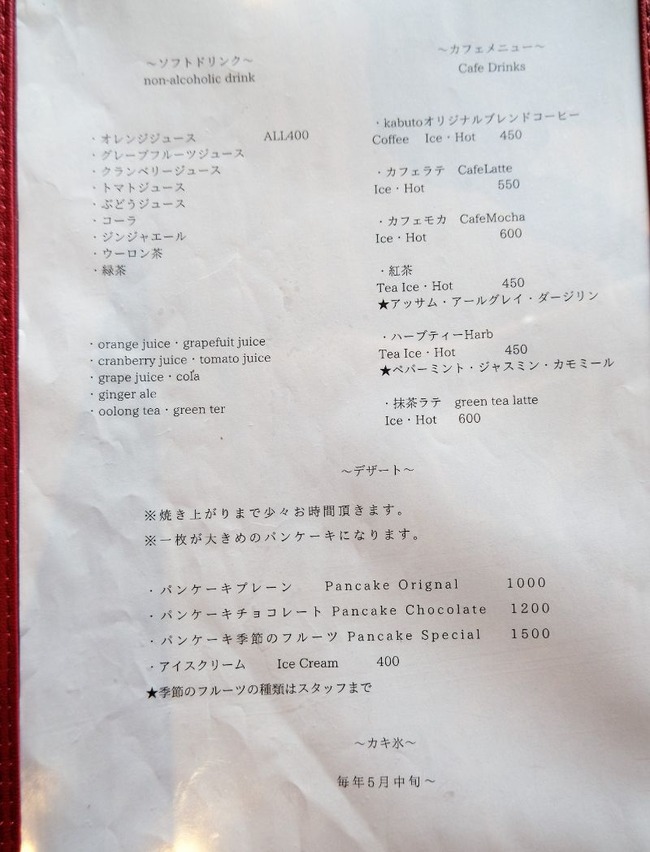 ～ソフトドリンク～
non-alcoholic drink
・オレンジジュース ALL400
・グレープフルーツジュース
・クランベリージュース
・トマトジュース
・ぶどうジュース
・コーラ
・ジンジャエール
・ウーロン茶
・緑茶
・orange juice・grapefuit juice
・cranberry juice・tomato juice
・grape juice・cola
・ginger ale
・oolong tea・green ter
～カフェメニュー～
Cafe Drinks
・kabutoオリジナルブレンドコーヒー
Coffee Ice・Hot 450
・カフェラテ CafeLatte
Ice・Hot 550
・カフェモカ CafeMocha
Ice・Hot 600
・紅茶
Tea Ice・Hot 450
★アッサム・アールグレイ・ダージリン
・ハーブティーHarb
Tea Ice・Hot 450
★ペパーミント・ジャスミン・カモミール
・抹茶ラテ green tea latte
Ice・Hot 600
～デザート～
※焼き上がりまで少々お時間頂きます。
※一枚が大きめのパンケーキになります。
・パンケーキプレーン Pancake Orignal 1000
・パンケーキチョコレート Pancake Chocolate 1200
・パンケーキ季節のフルーツ Pancake Special 1500
・アイスクリーム Ice Cream 400
★季節のフルーツの種類はスタッフまで
～カキ氷～
毎年5月中旬～